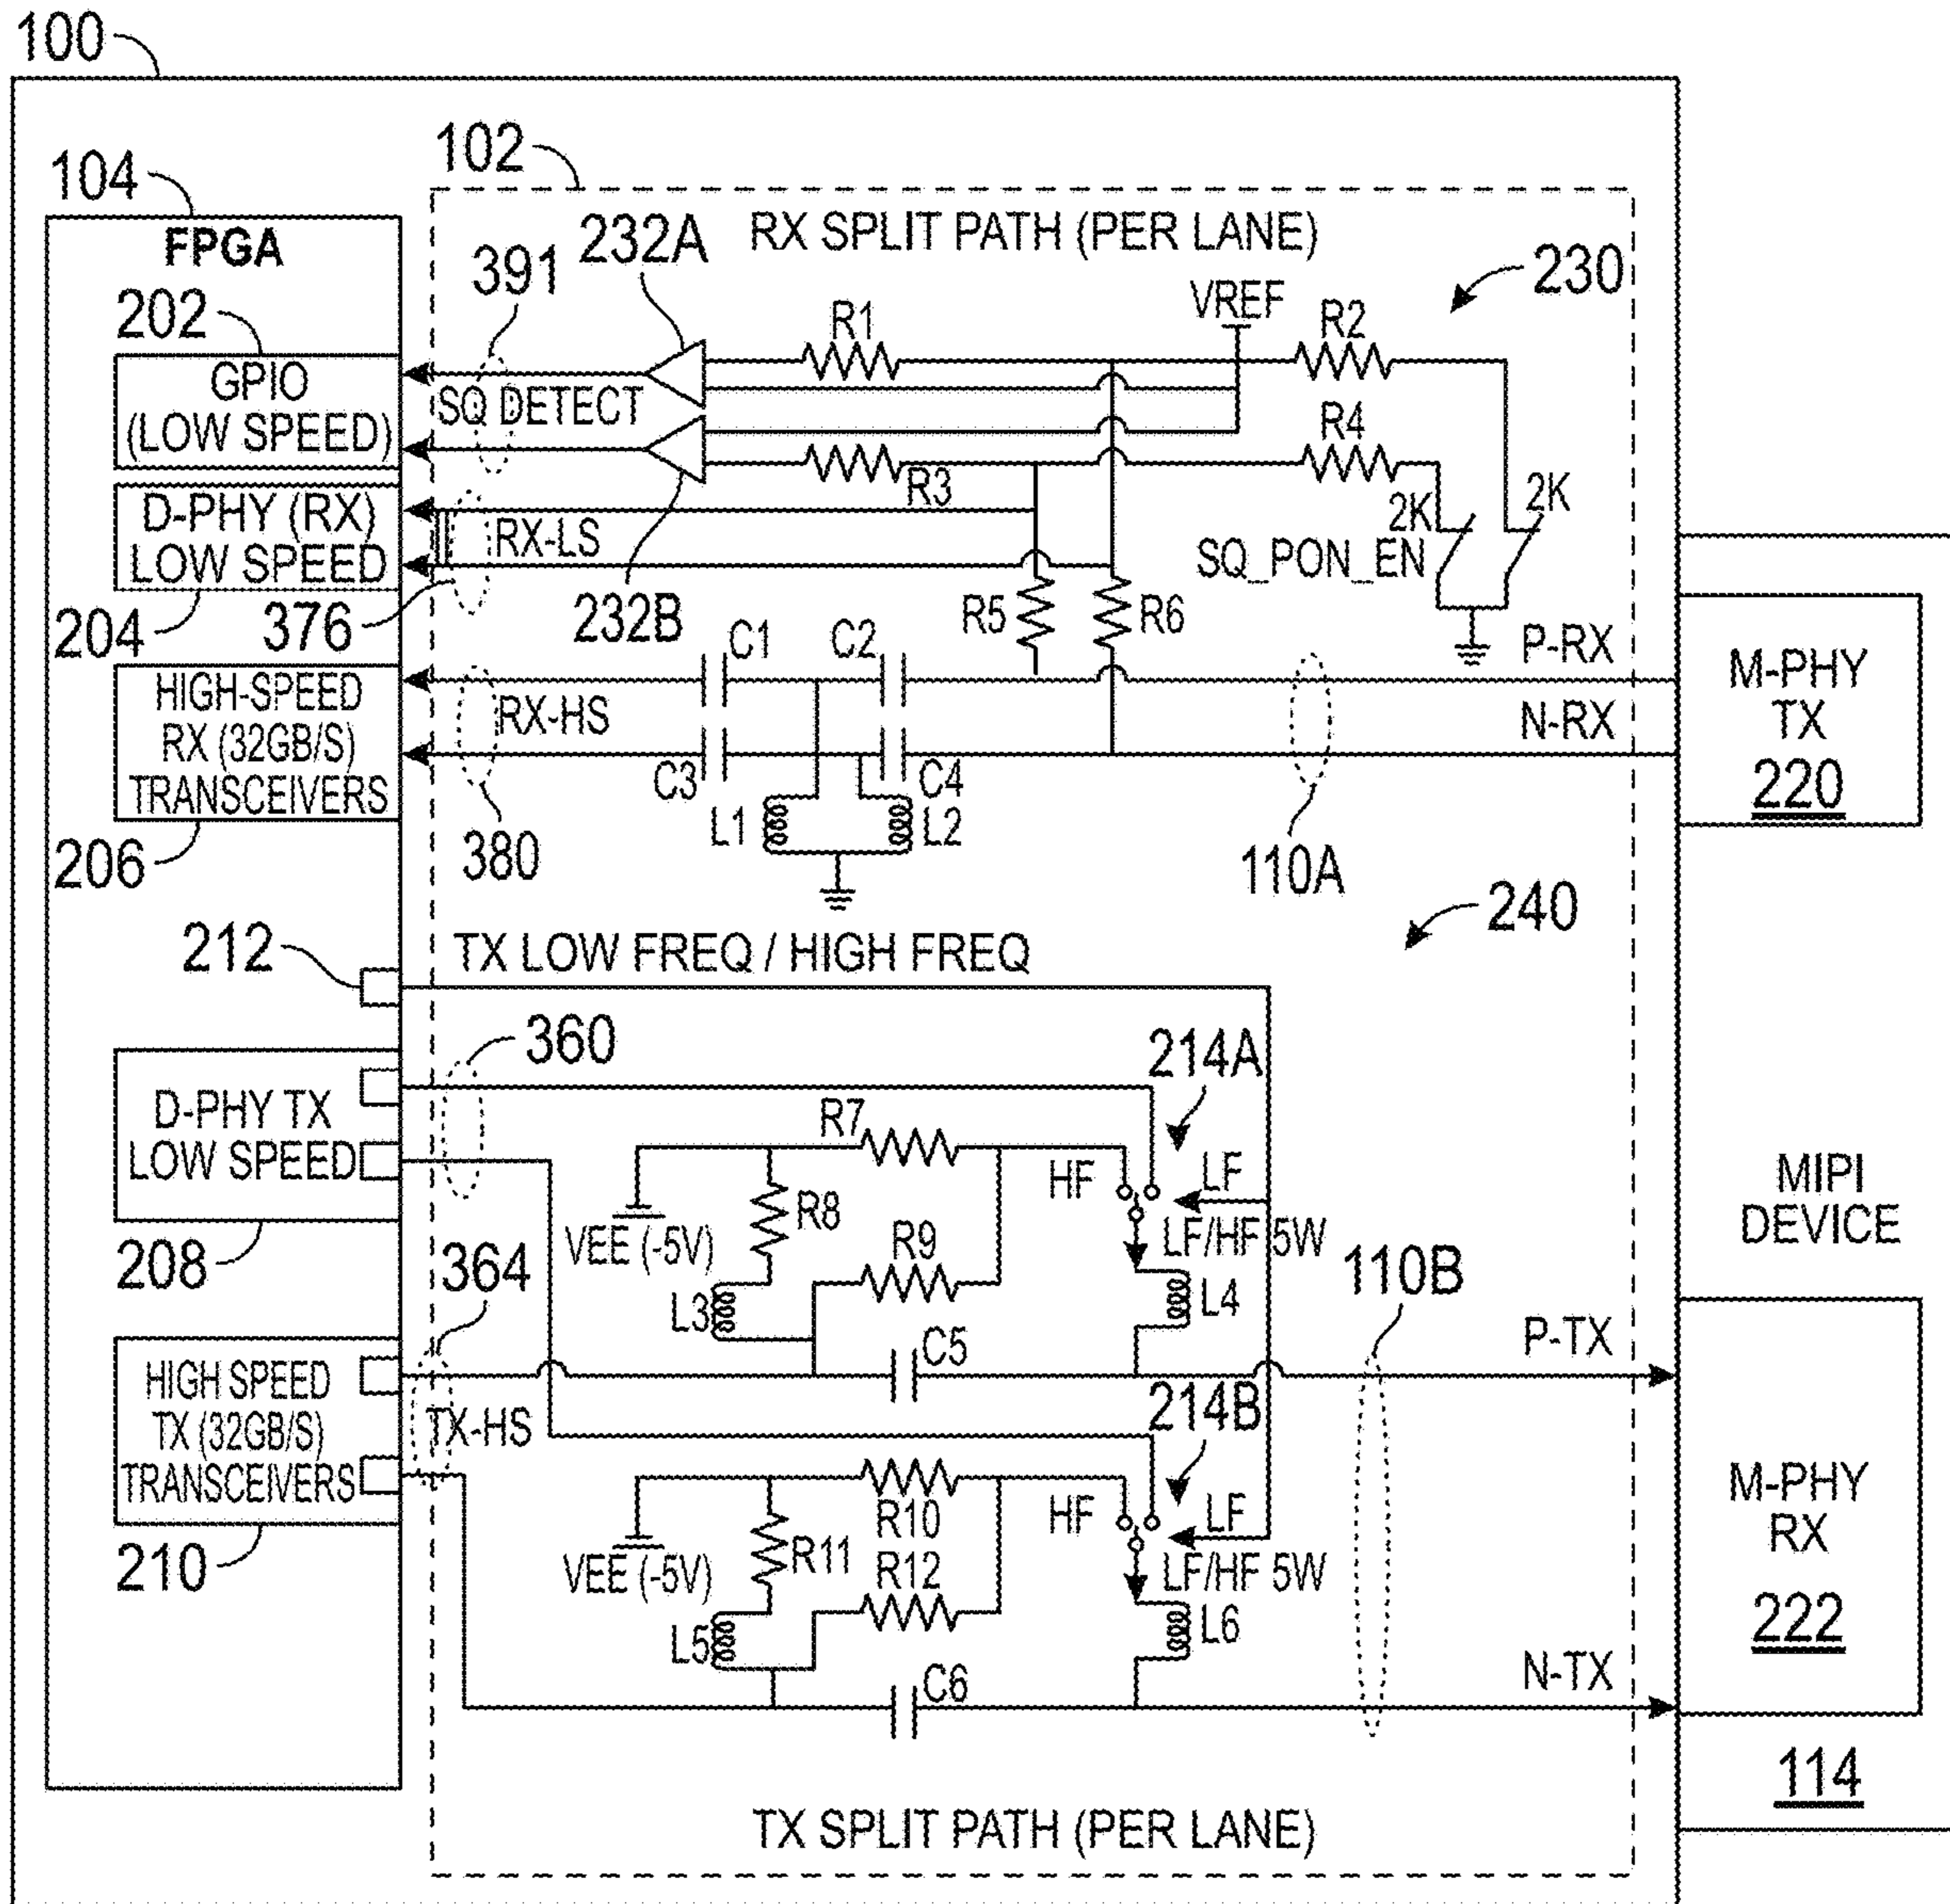 100
102
104
FPGA
RX SPLIT PATH (PER LANE)
232A
391
230
VREF
202
R1
R2
GPIO
(LOW SPEED)
SQ DETECT
R4
R3
2K
2K
D-PHY (RX)
LOW SPEED
RX-LS
SQ_PON_EN
204
376
232B
R5
R6
C1
C2
P-RX
HIGH-SPEED
RX (32GB/S)
TRANSCEIVERS
RX-HS
N-RX
M-PHY
TX
220
C3
C4
L1
L2
206
380
110A
240
212
TX LOW FREQ / HIGH FREQ
360
214A
D-PHY TX
LOW SPEED
R7
HF
LF
MIPI
DEVICE
R8
VEE (-5V)
R9
LF/HF 5W
208
364
110B
L3
L4
C5
P-TX
HIGH SPEED
TX (32GB/S)
TRANSCEIVERS
TX-HS
214B
R10
HF
LF
M-PHY
RX
222
210
R11
VEE (-5V)
R12
LF/HF 5W
L5
L6
C6
N-TX
114
TX SPLIT PATH (PER LANE)